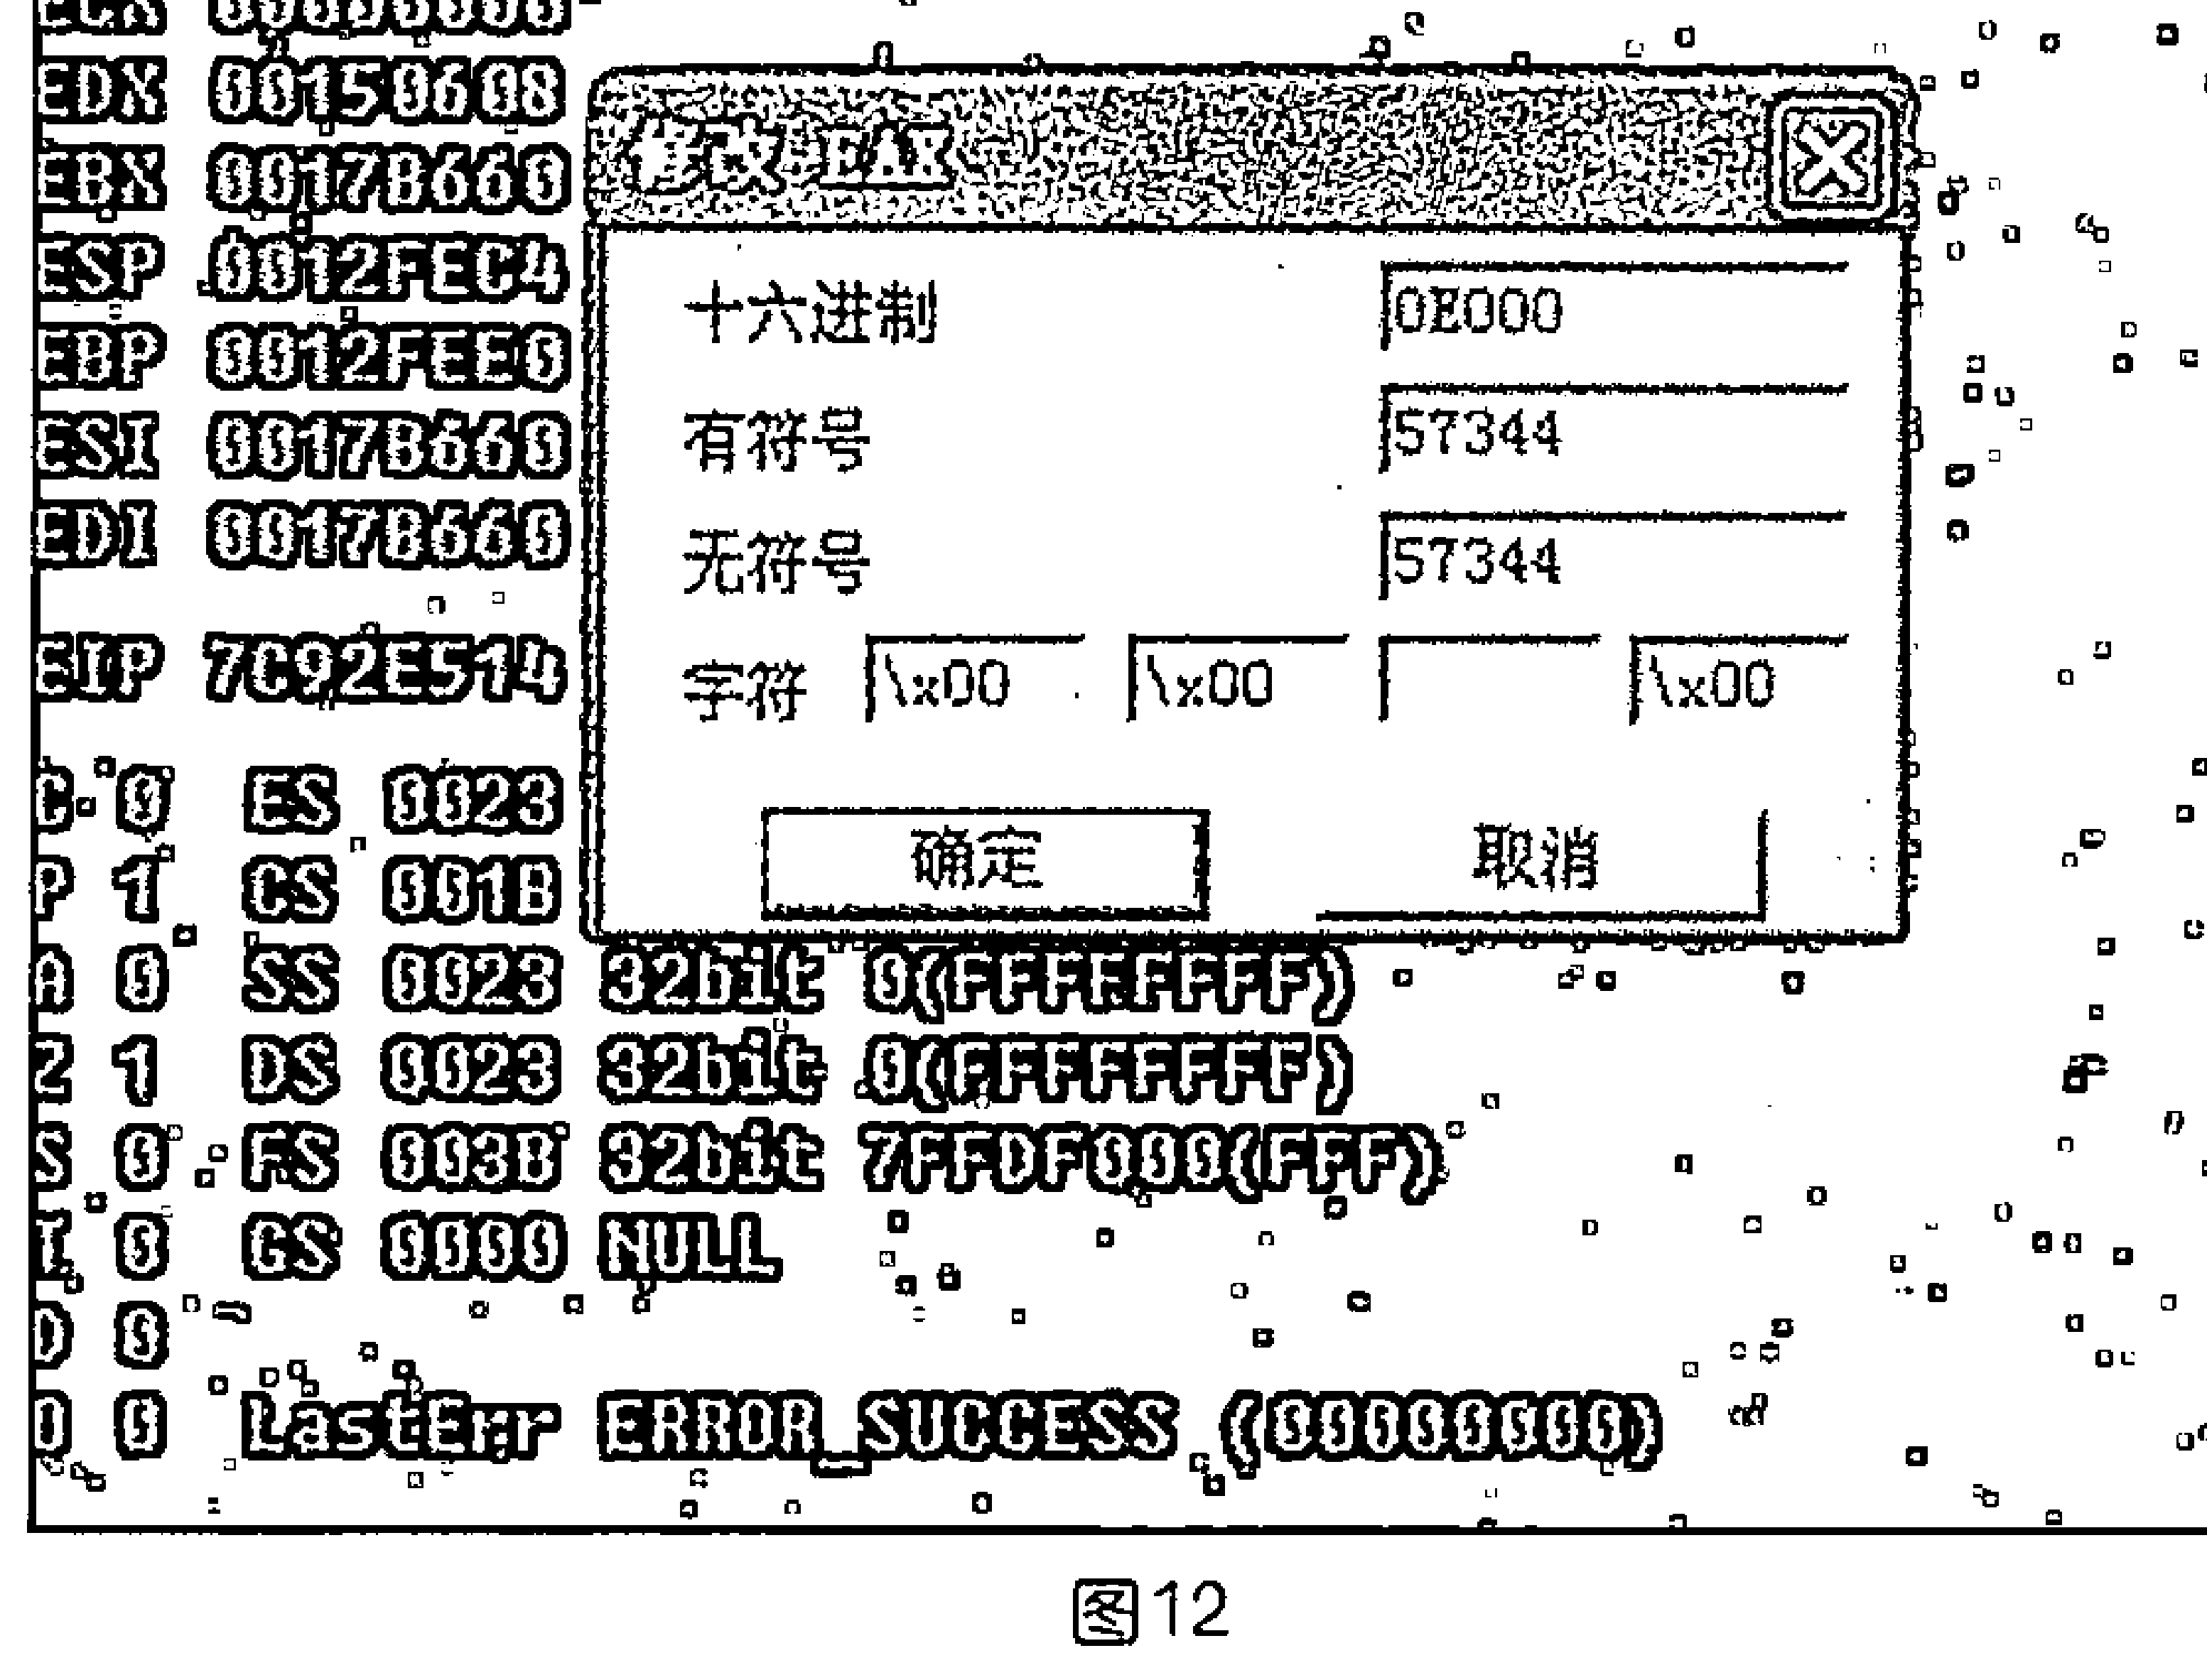 EDX 00150608
EBX 0017B660
ESP 0012FEC4
EBP 0012FEE0
ESI 0017B660
EDI 0017B660
EIP 7C92E514
C 0 ES 0023
P 1 CS 001B
A 0 SS 0023 32bit 0(FFFFFFFF)
Z 1 DS 0023 32bit 0(FFFFFFFF)
S 0 FS 003B 32bit 7FFDF000(FFF)
T 0 GS 0000 NULL
D 0
O 0 LastErr ERROR_SUCCESS (00000000)
修改 EAX
十六进制 0E000
有符号 57344
无符号 57344
字符 \x00 \x00 \x00
确定 取消
图12